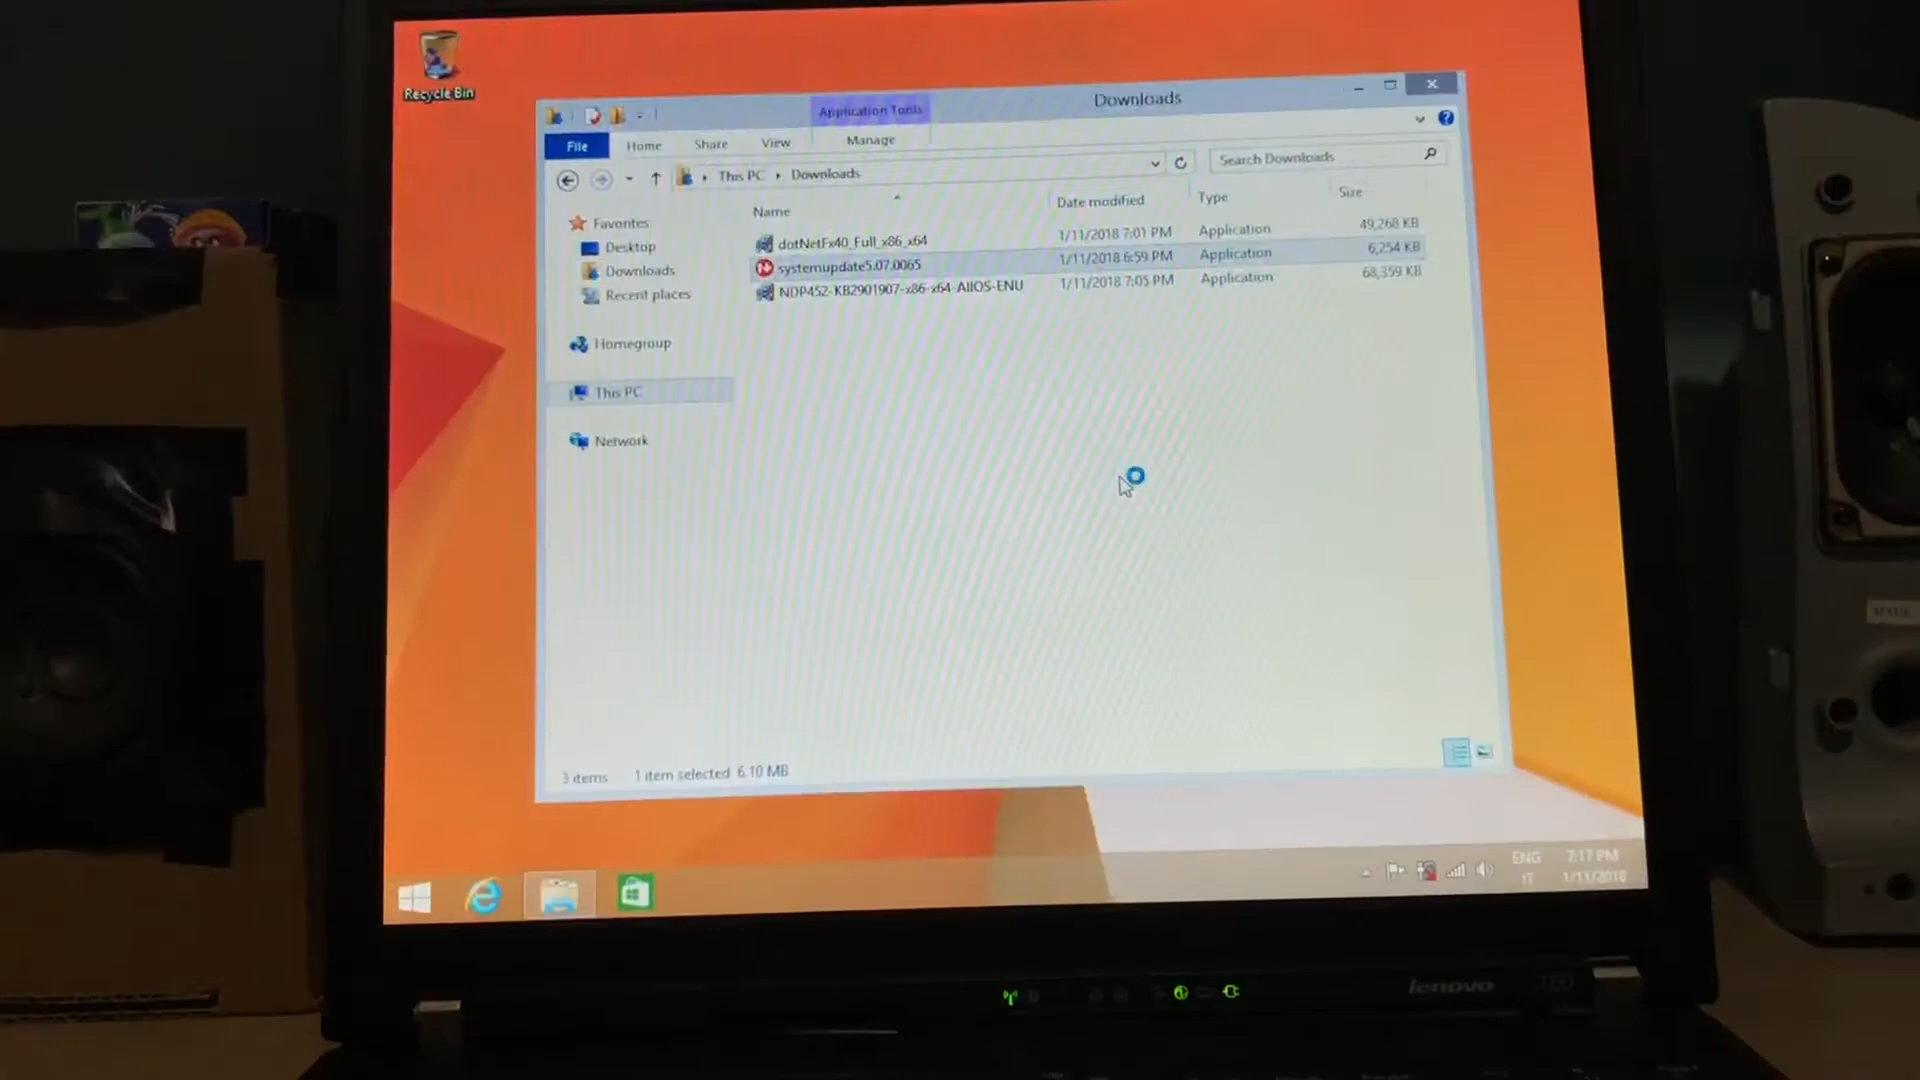 Recycle Bin
Application Tools
Downloads
File
Home
Share
View
Manage
This PC
Downloads
Search Downloads
Name
Date modified
Type
Size
Favorites
Desktop
Downloads
Recent places
Homegroup
This PC
Network
dotNetFx40_Full_x86_x64 1/11/2018 7:01 PM Application 49,268 KB
systemupdate5.07.0065 1/11/2018 6:59 PM Application 6,254 KB
NDP452-KB2901907-x86-x64-AllOS-ENU 1/11/2018 7:05 PM Application 68,359 KB
3 items
1 item selected 6.10 MB
ENG
IT
7:17 PM
1/11/2018
lenovo
MADE